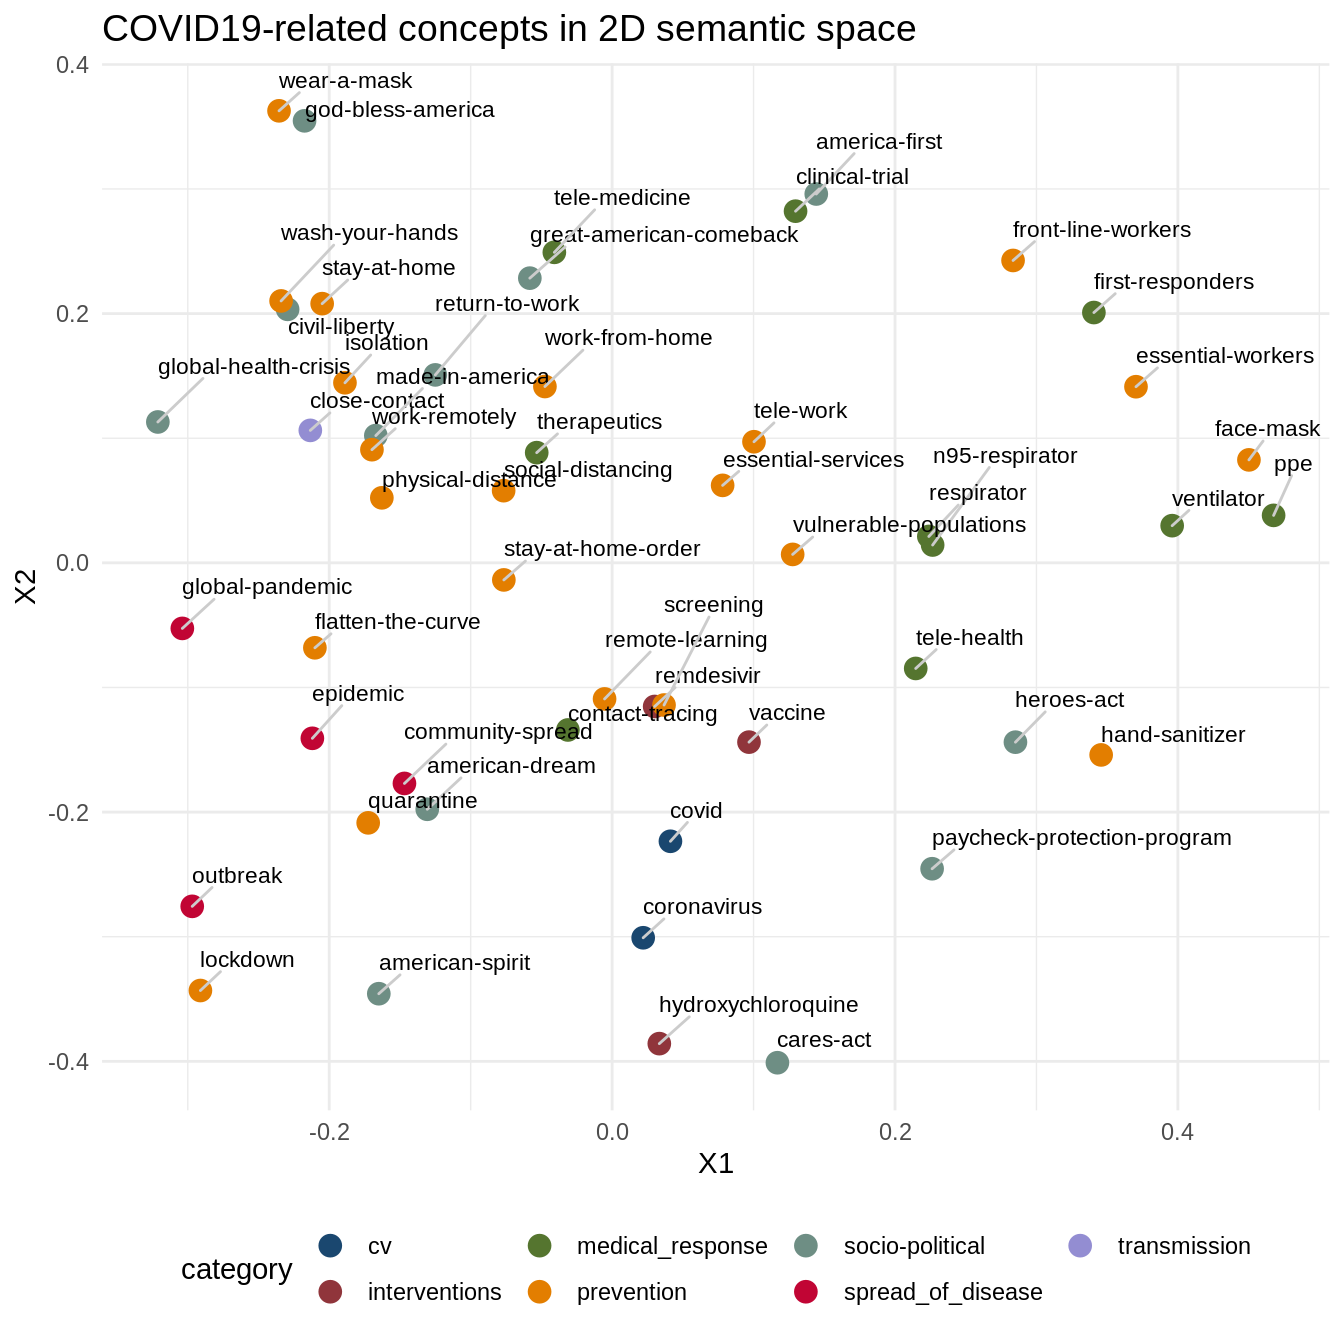 COVID19-related concepts in 2D semantic space
0.4
wear-a-mask
god-bless-america
america-first
clinical-trial
tele-medicine
great-american-comeback
wash-your-hands
front-line-workers
stay-at-home
first-responders
return-to-work
0.2
civil-liberty
isolation
work-from-home
essential-workers
global-health-crisis
made-in-america
close-contact
work-remotely
tele-work
therapeutics
face-mask
n95-respirator
essential-services
ppe
social-distancing
physical-distance
respirator
ventilator
vulnerable-populations
stay-at-home-order
0.0
X2
global-pandemic
screening
flatten-the-curve
remote-learning
tele-health
remdesivir
epidemic
heroes-act
contact-tracing
vaccine
community-spread
hand-sanitizer
american-dream
quarantine
-0.2
covid
paycheck-protection-program
outbreak
coronavirus
lockdown
american-spirit
hydroxychloroquine
cares-act
-0.4
-0.2 0.0 0.2 0.4
X1
category
cv medical_response socio-political transmission
interventions prevention spread_of_disease